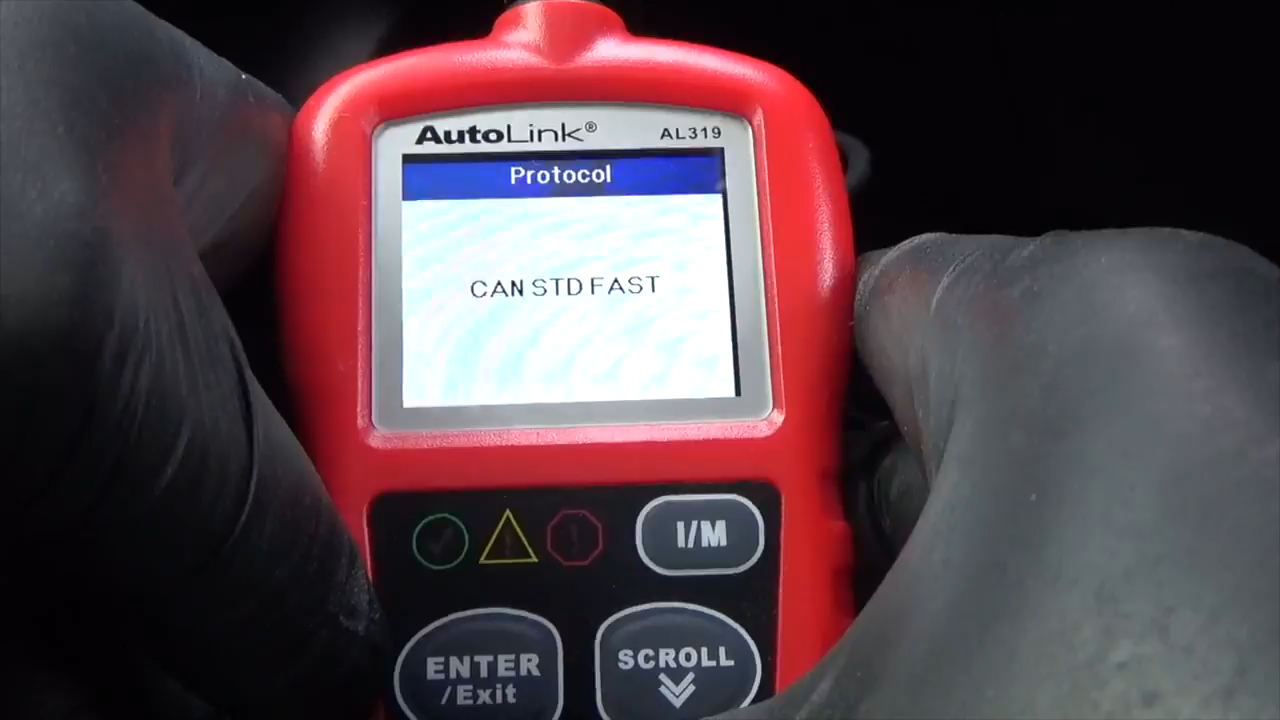 AutoLink® AL319
Protocol
CAN STD FAST
I/M
ENTER
/Exit
SCROLL